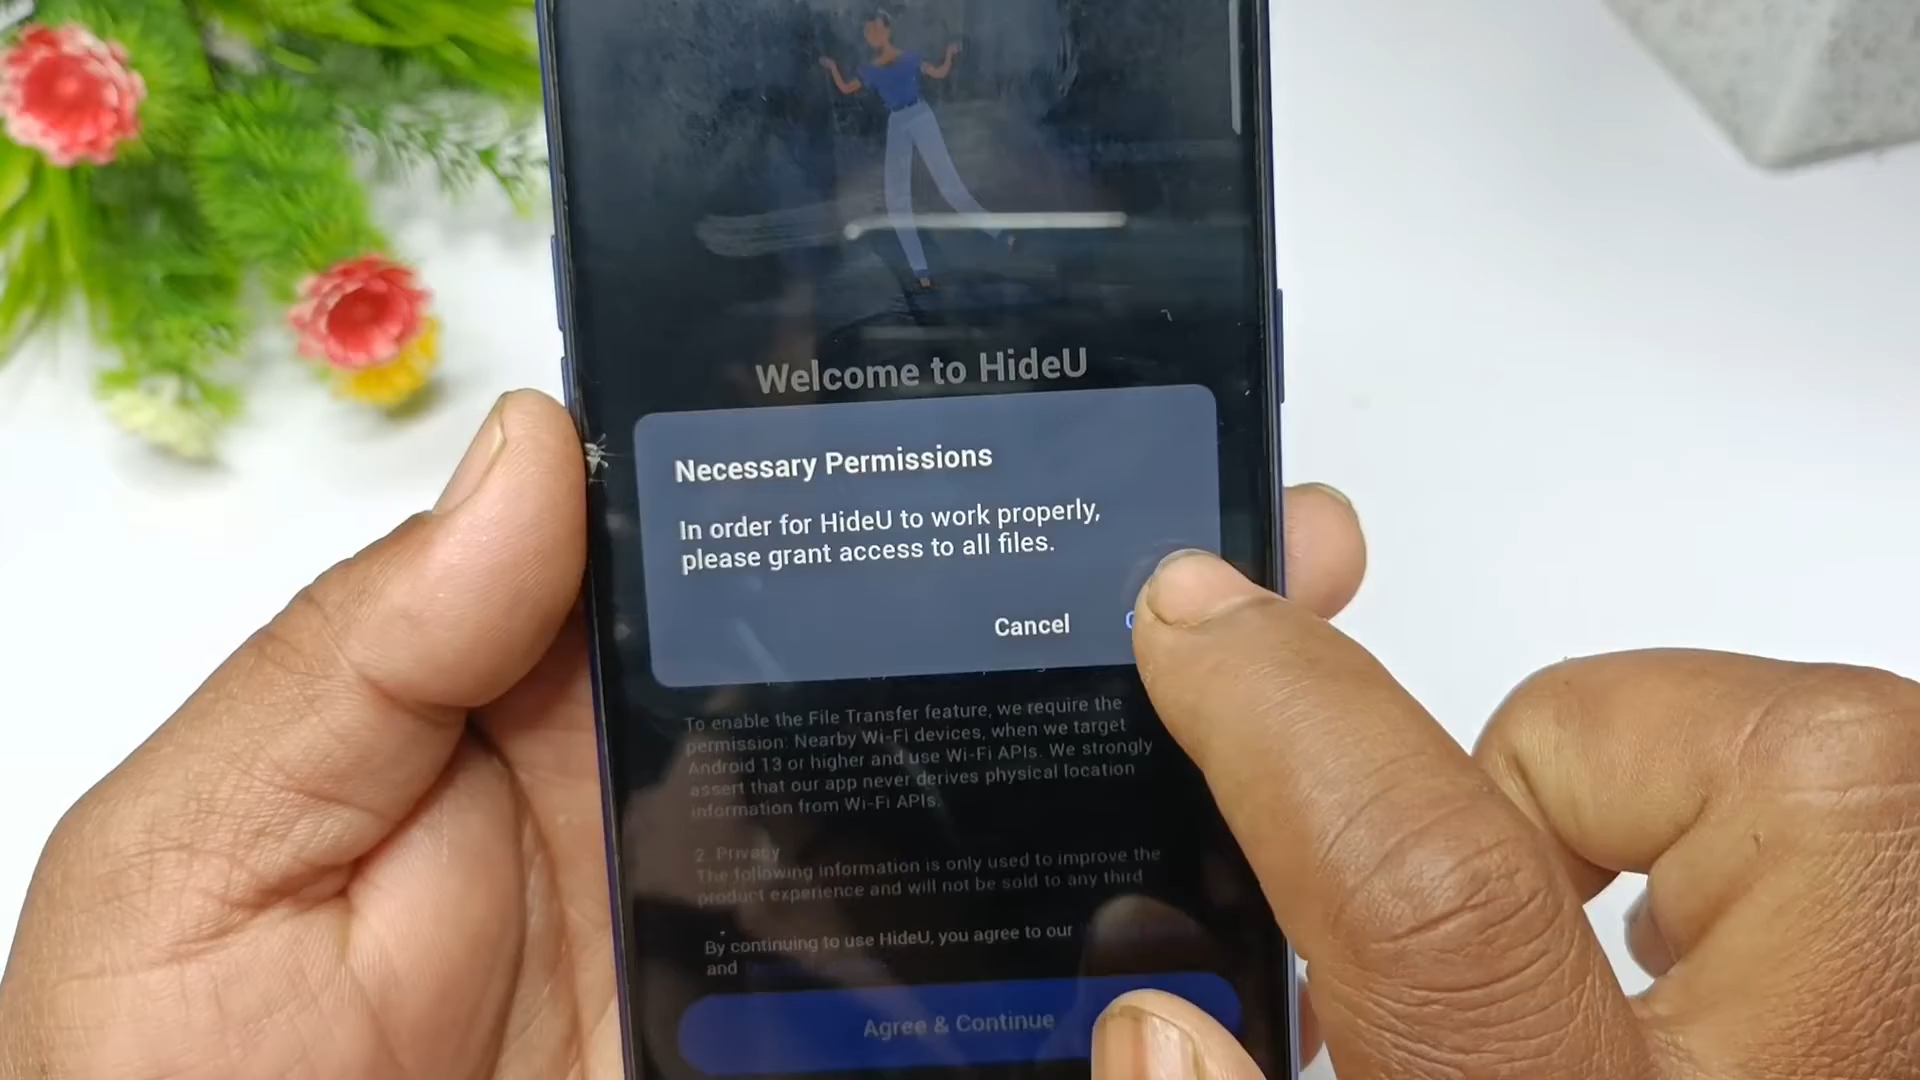 Welcome to HideU
Necessary Permissions
In order for HideU to work properly,
please grant access to all files.
Cancel
To enable the File Transfer feature, we require the
permission: Nearby Wi-Fi devices, when we target
Android 13 or higher and use Wi-Fi APIs. We strongly
assert that our app never derives physical location
information from Wi-Fi APIs.
2. Privacy
The following information is only used to improve the
product experience and will not be sold to any third
By continuing to use HideU, you agree to our
and
Agree & Continue